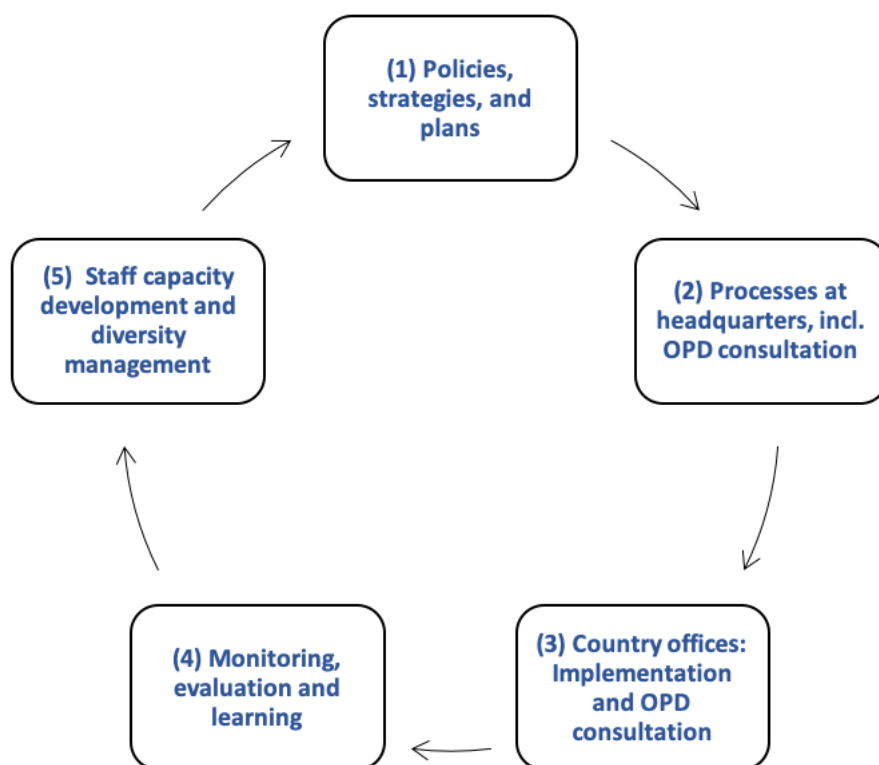 (1) Policies,
strategies, and
plans
(2) Processes at
headquarters, incl.
OPD consultation
(3) Country offices:
Implementation
and OPD
consultation
(4) Monitoring,
evaluation and
learning
(5) Staff capacity
development and
diversity
management